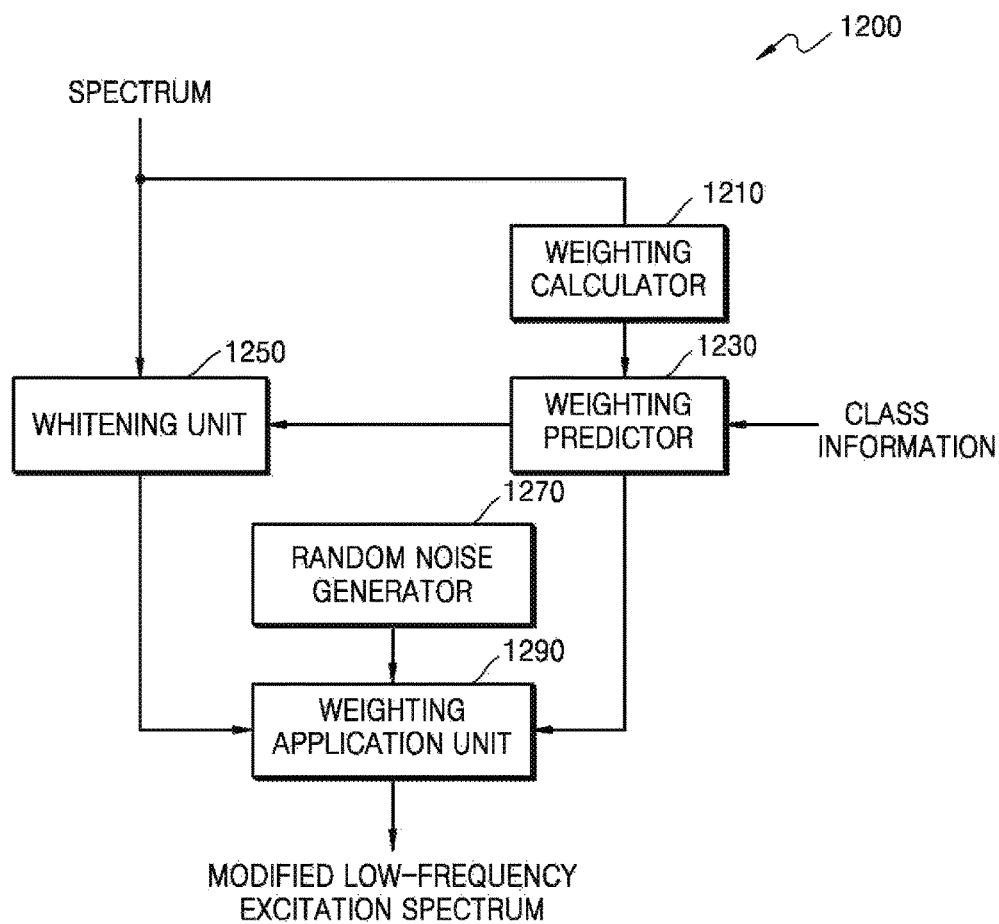 1200
SPECTRUM
1210
WEIGHTING
CALCULATOR
1250
1230
WHITENING UNIT
WEIGHTING
PREDICTOR
CLASS
INFORMATION
1270
RANDOM NOISE
GENERATOR
1290
WEIGHTING
APPLICATION UNIT
MODIFIED LOW-FREQUENCY
EXCITATION SPECTRUM